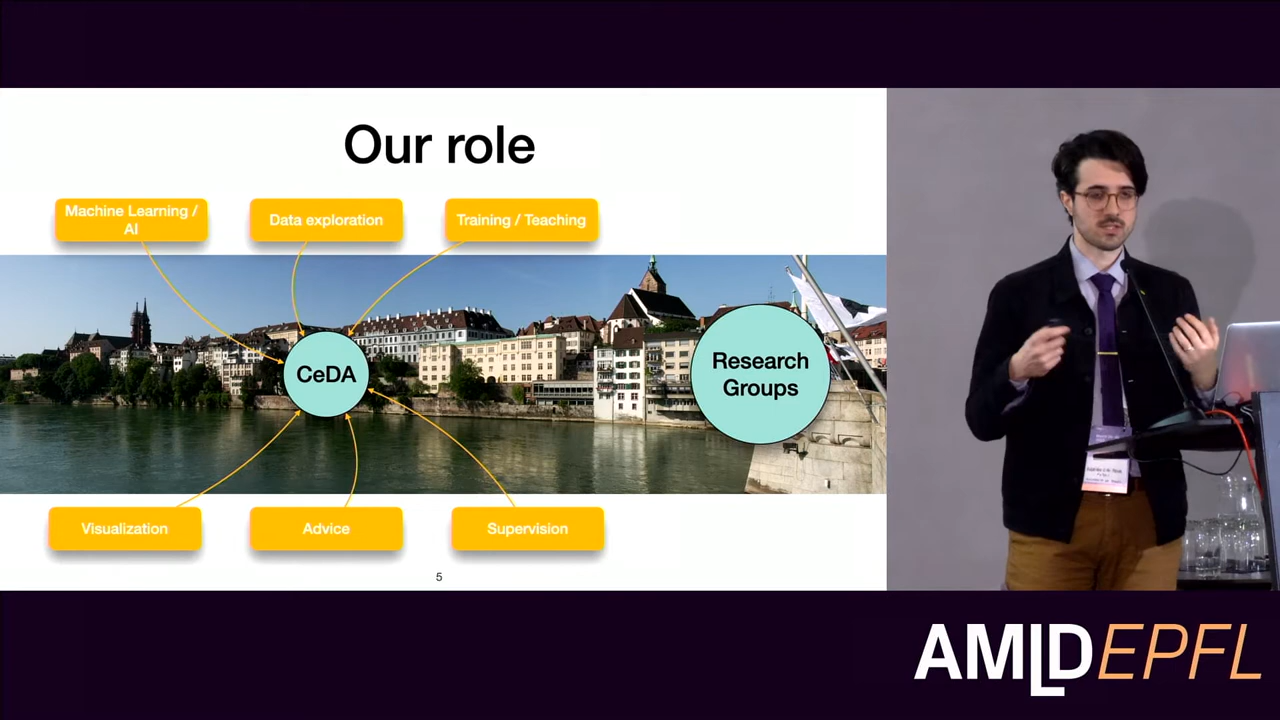 Our role
Machine Learning /
AI
Data exploration
Training / Teaching
CeDA
Research
Groups
Visualization
Advice
Supervision
5
AMLD EPFL